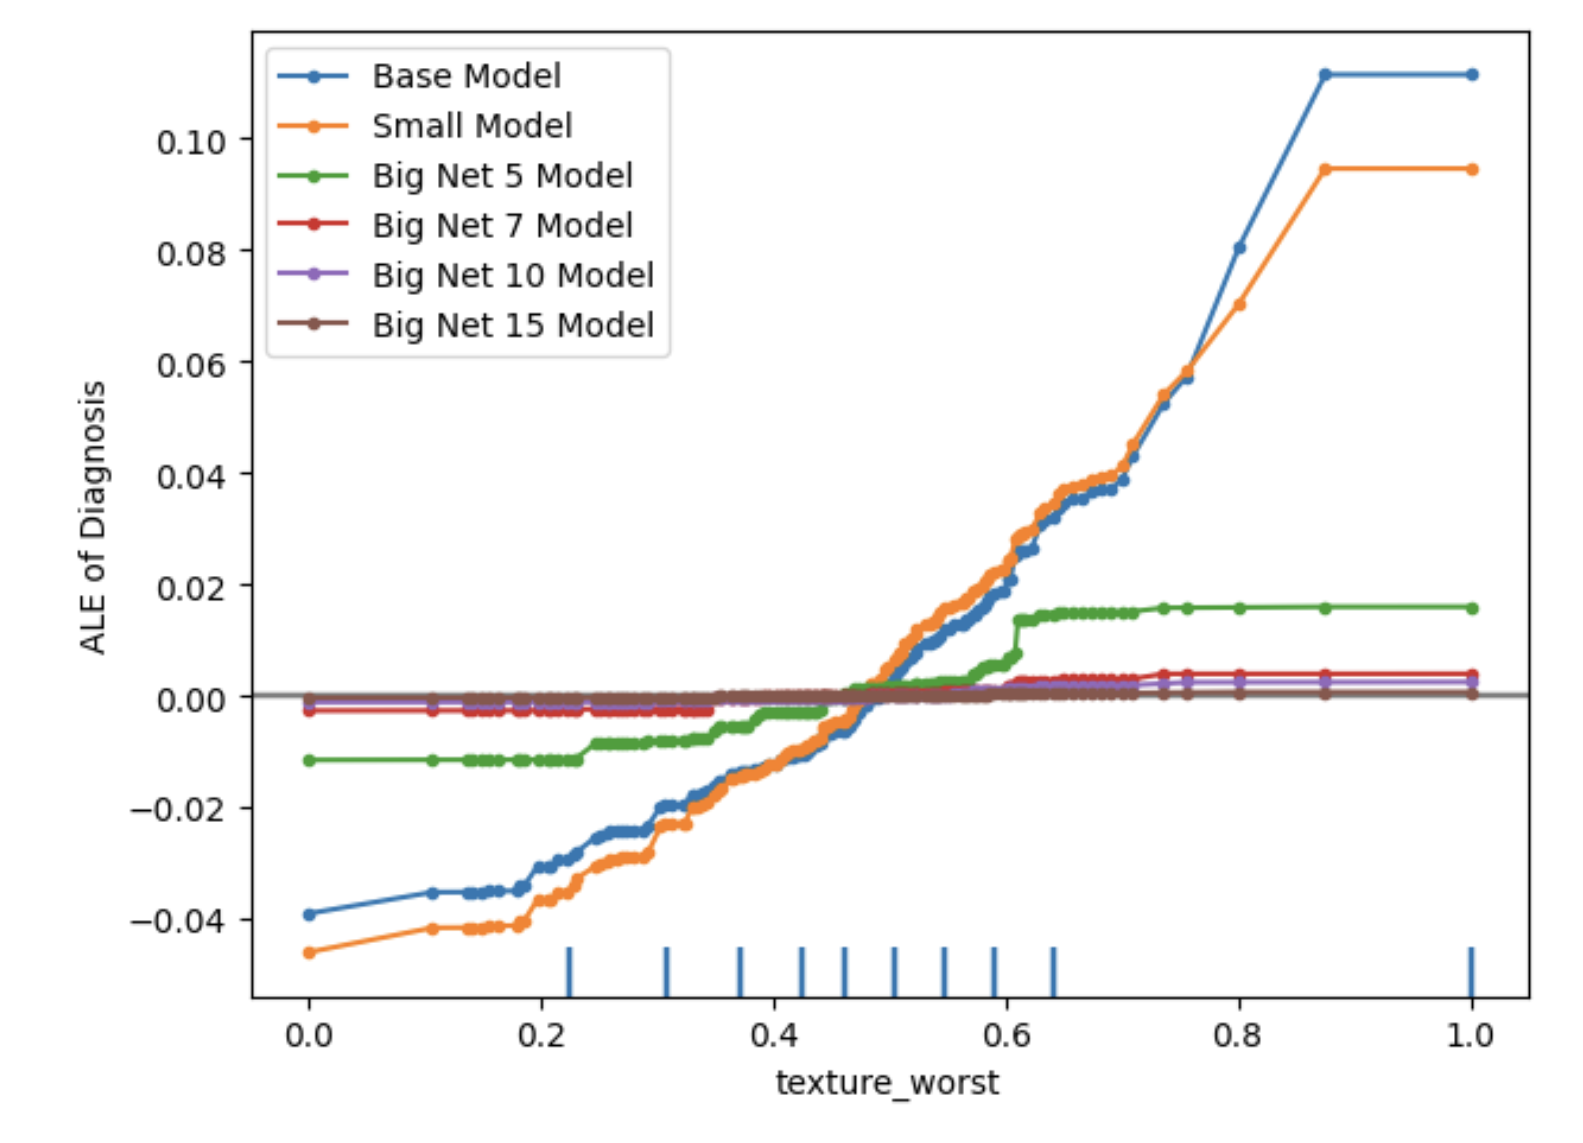 Base Model
Small Model
Big Net 5 Model
Big Net 7 Model
Big Net 10 Model
Big Net 15 Model
0.10
0.08
0.06
0.04
0.02
0.00
−0.02
−0.04
ALE of Diagnosis
0.0 0.2 0.4 0.6 0.8 1.0
texture_worst